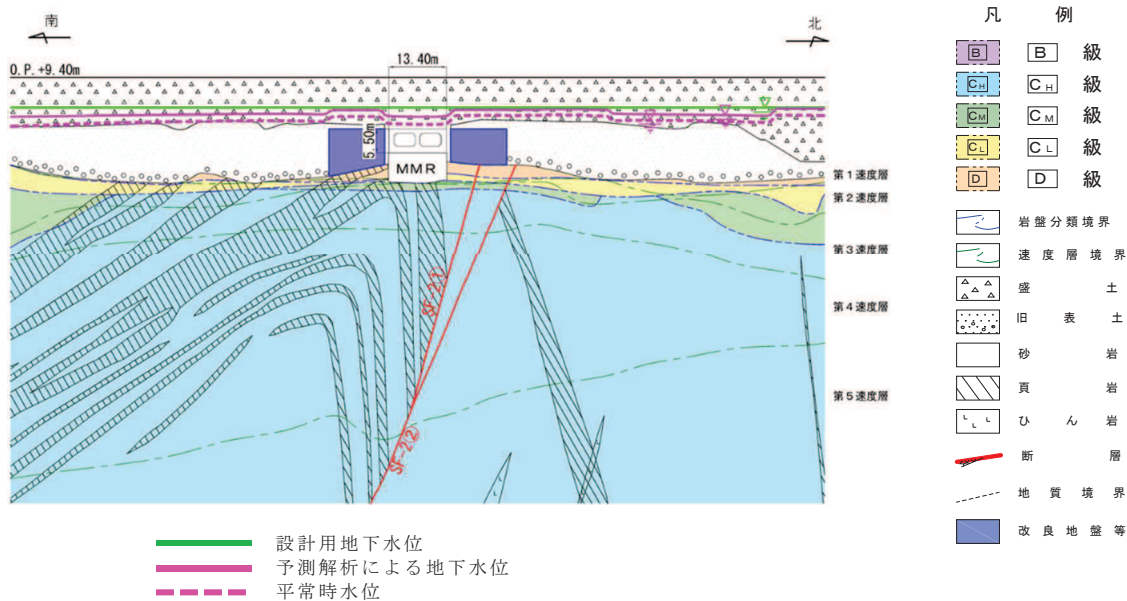 南
北
O.P.+9.40m
13.40m
5.50m
MMR
SF-2①
SF-2②
第1速度層
第2速度層
第3速度層
第4速度層
第5速度層
凡 例
B B 級
CH CH 級
CM CM 級
CL CL 級
D D 級
岩盤分類境界
速度層境界
盛土
旧表土
砂岩
頁岩
ひん岩
断層
地質境界
改良地盤等
設計用地下水位
予測解析による地下水位
平常時水位